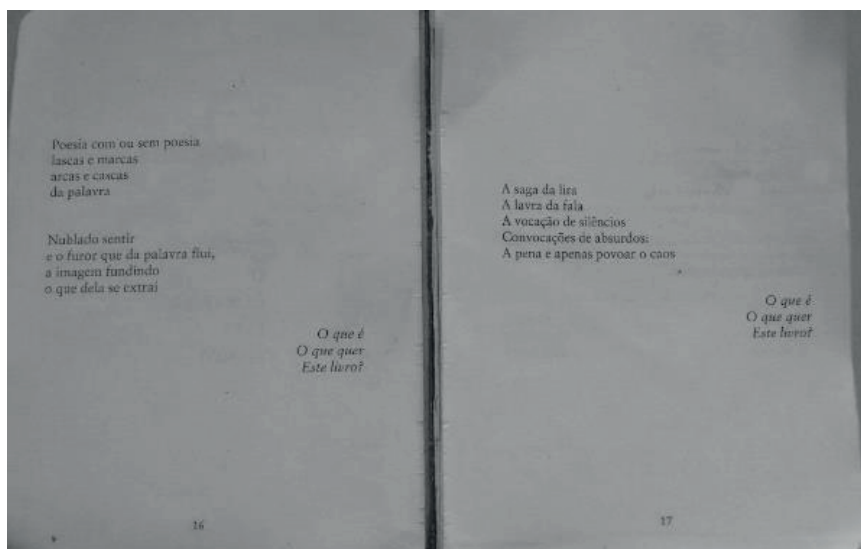 Poesia com ou sem poesia
lascas e marcas
arcas e cascas
da palavra
Nublado sentir
e o furor que da palavra flui,
a imagem fundindo
o que dela se extrai
O que é
O que quer
Este livro?
16
A saga da lira
A lavra da fala
A vocação de silêncios
Convocações de absurdos:
A pena e apenas povoar o caos
O que é
O que quer
Este livro?
17